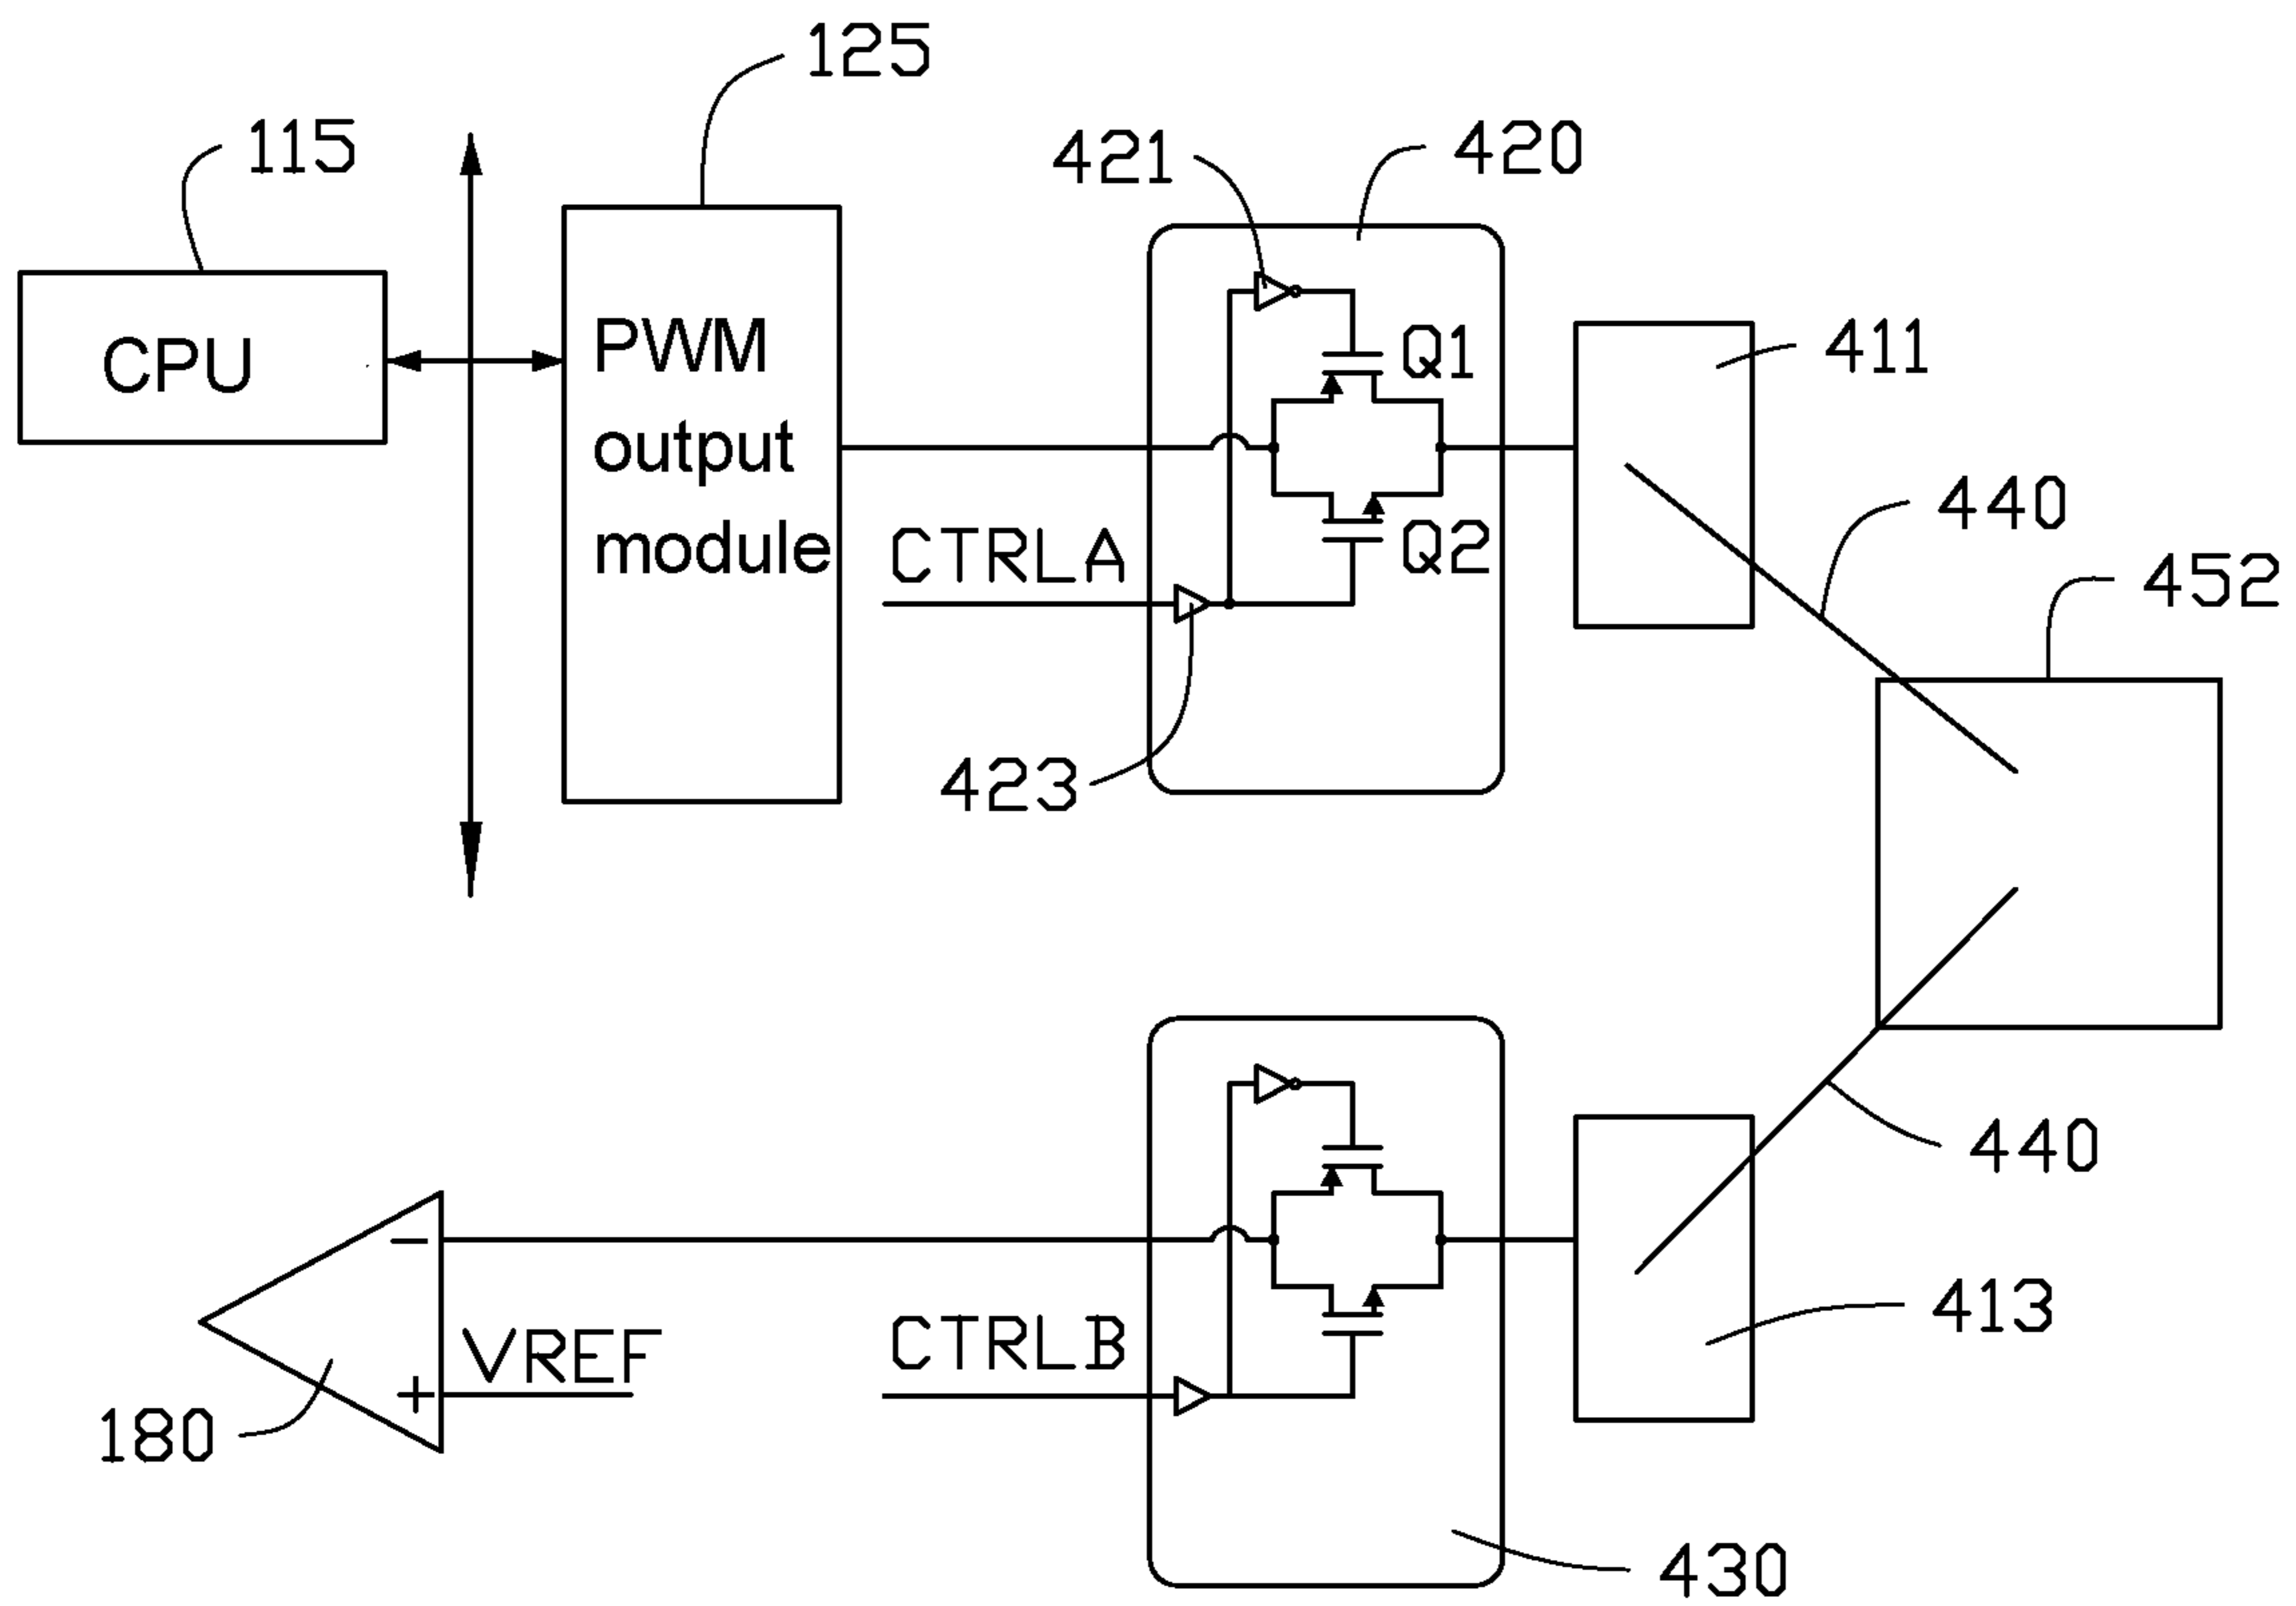 125
115
421
420
CPU
PWM
output
module
Q1
411
Q2
CTRLA
440
452
423
440
413
CTRLB
VREF
−
+
180
430